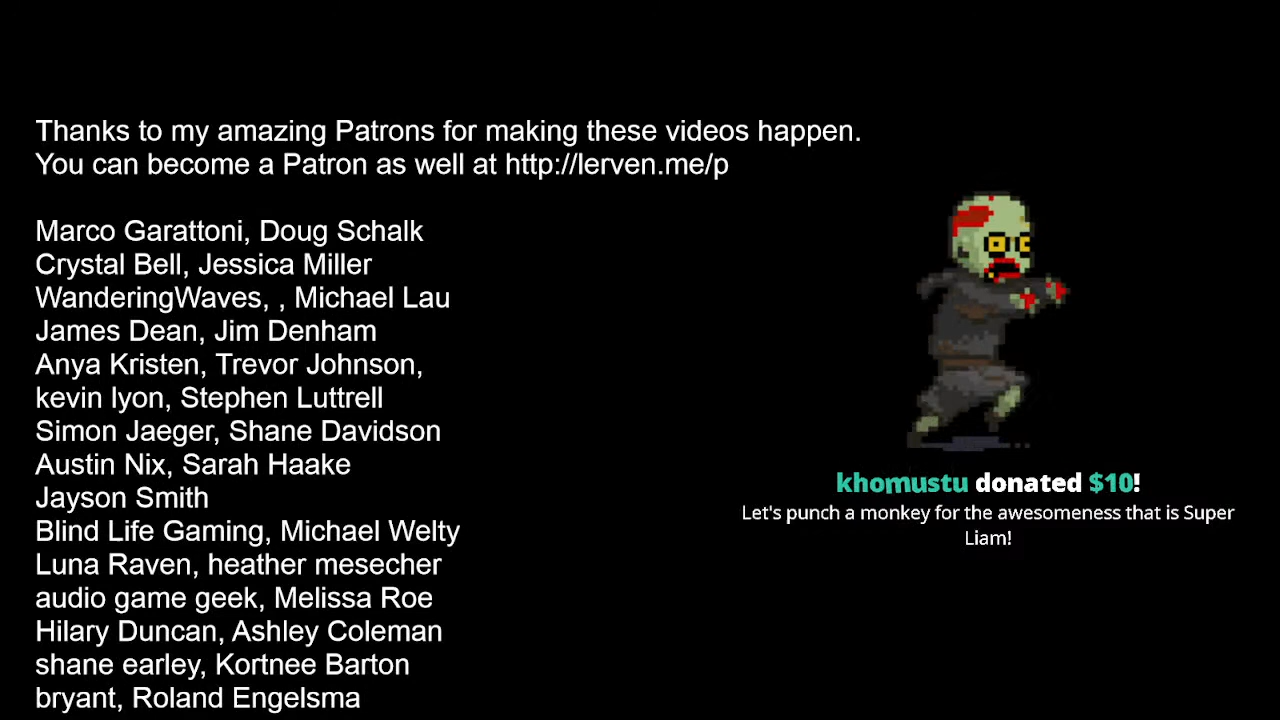 Thanks to my amazing Patrons for making these videos happen.
You can become a Patron as well at http://lerven.me/p
Marco Garattoni, Doug Schalk
Crystal Bell, Jessica Miller
WanderingWaves, , Michael Lau
James Dean, Jim Denham
Anya Kristen, Trevor Johnson,
kevin lyon, Stephen Luttrell
Simon Jaeger, Shane Davidson
Austin Nix, Sarah Haake
Jayson Smith
Blind Life Gaming, Michael Welty
Luna Raven, heather mesecher
audio game geek, Melissa Roe
Hilary Duncan, Ashley Coleman
shane earley, Kortnee Barton
bryant, Roland Engelsma
khomustu donated $10!
Let's punch a monkey for the awesomeness that is Super
Liam!